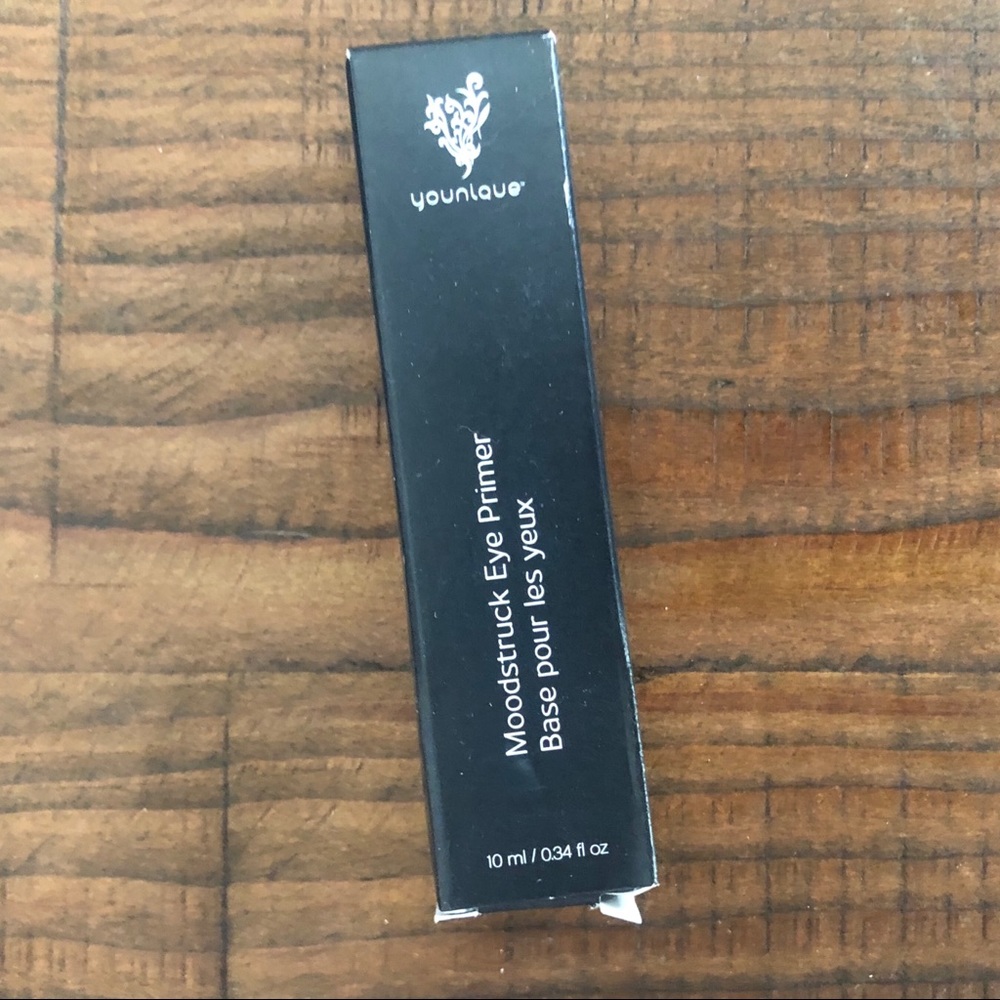 younique
Moodstruck Eye Primer
Base pour les yeux
10 ml / 0.34 fl oz